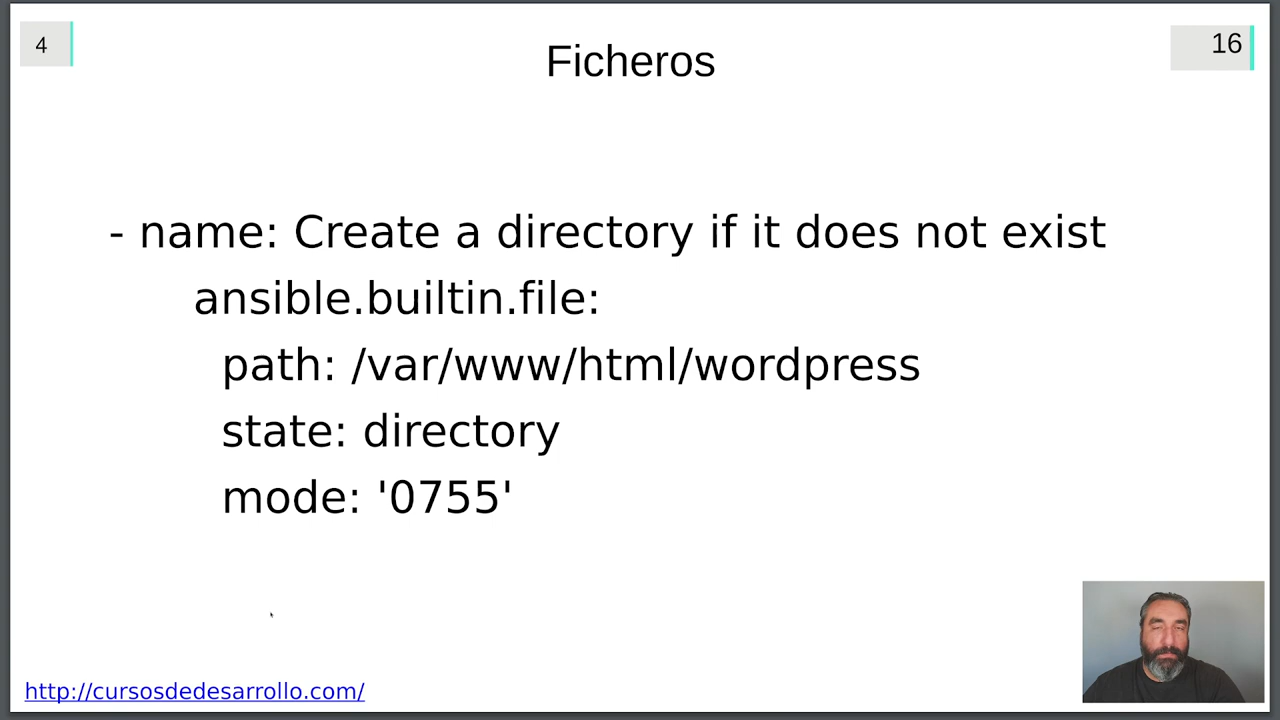 4
Ficheros
16
- name: Create a directory if it does not exist
ansible.builtin.file:
path: /var/www/html/wordpress
state: directory
mode: '0755'
http://cursosdedesarrollo.com/